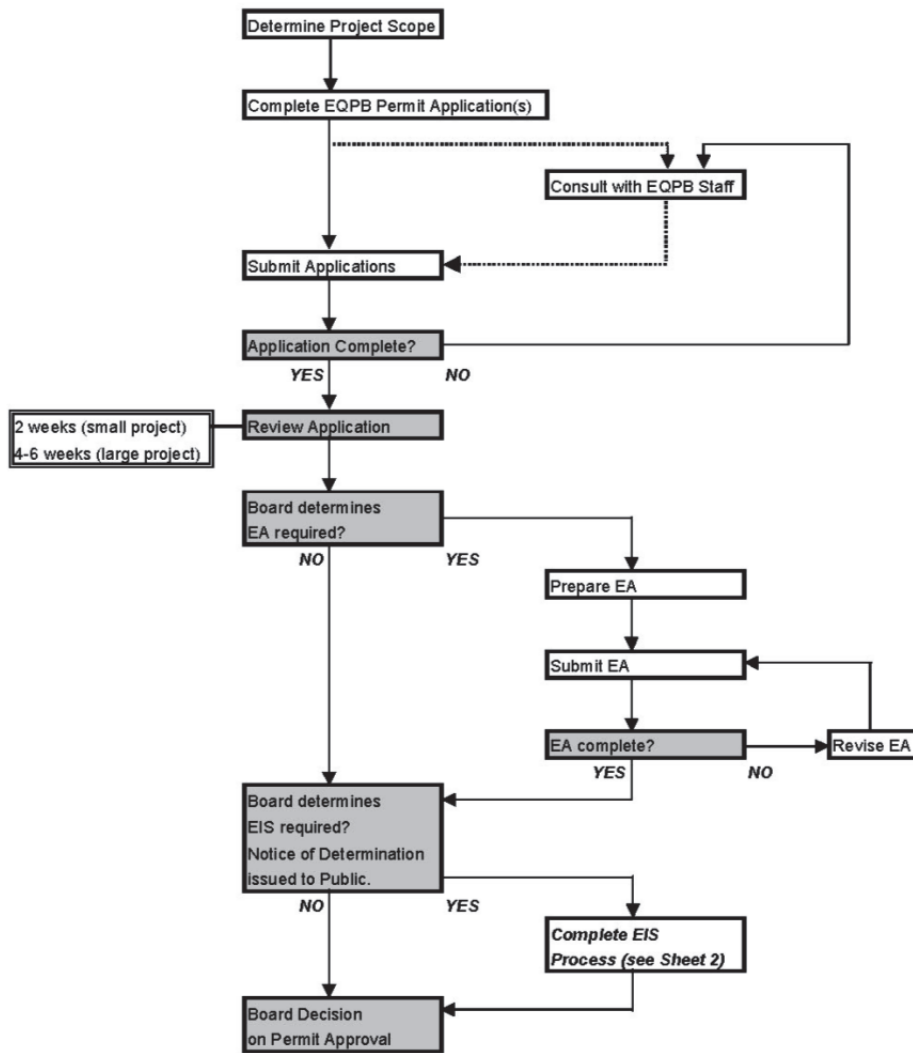 Determine Project Scope
Complete EQPB Permit Application(s)
Consult with EQPB Staff
Submit Applications
Application Complete?
YES
NO
2 weeks (small project)
4-6 weeks (large project)
Review Application
Board determines
EA required?
NO
YES
Prepare EA
Submit EA
EA complete?
Revise EA
YES
NO
Board determines
EIS required?
Notice of Determination
issued to Public.
NO
YES
Complete EIS
Process (see Sheet 2)
Board Decision
on Permit Approval